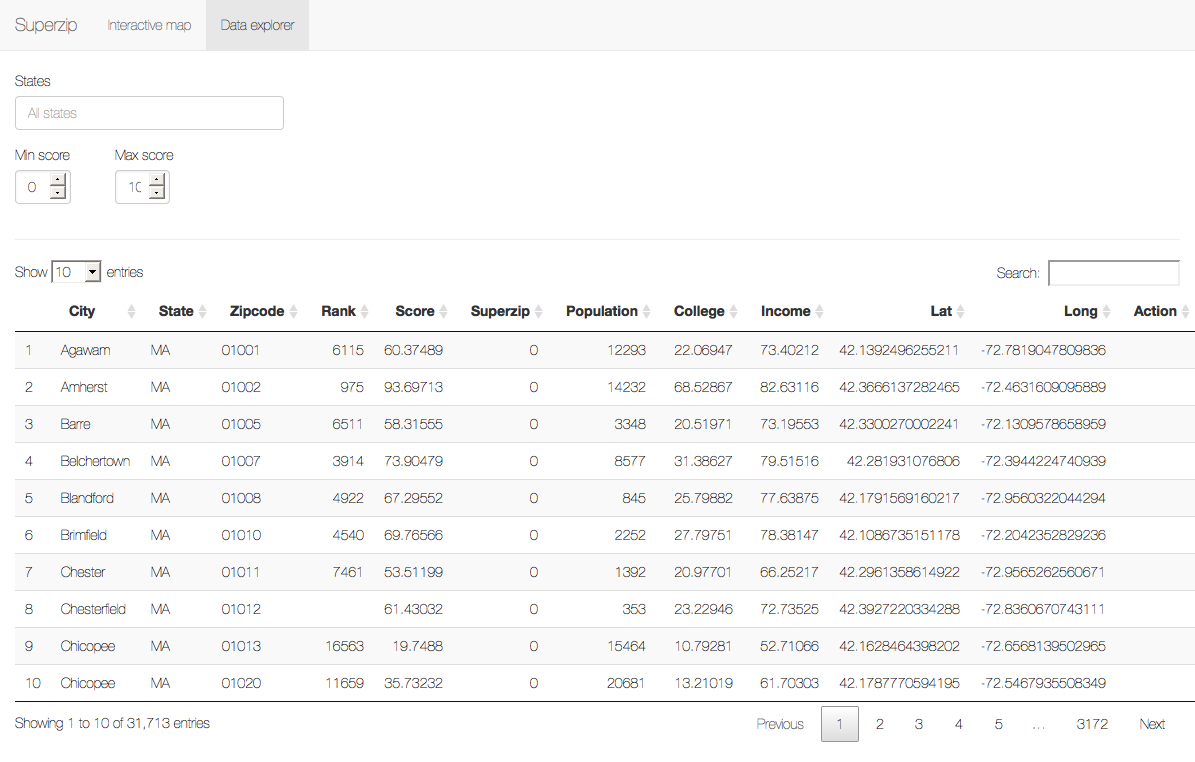 Superzip Interactive map Data explorer
States
All states
Min score Max score
0 10
Show 10 entries Search:
City State Zipcode Rank Score Superzip Population College Income Lat Long Action
1 Agawam MA 01001 6115 60.37489 0 12293 22.06947 73.40212 42.1392496255211 -72.7819047809836
2 Amherst MA 01002 975 93.69713 0 14232 68.52867 82.63116 42.3666137282465 -72.4631609095889
3 Barre MA 01005 6511 58.31555 0 3348 20.51971 73.19553 42.3300270002241 -72.1309578658959
4 Belchertown MA 01007 3914 73.90479 0 8577 31.38627 79.51516 42.281931076806 -72.3944224740939
5 Blandford MA 01008 4922 67.29552 0 845 25.79882 77.63875 42.1791569160217 -72.9560322044294
6 Brimfield MA 01010 4540 69.76566 0 2252 27.79751 78.38147 42.1086735151178 -72.2042352829236
7 Chester MA 01011 7461 53.51199 0 1392 20.97701 66.25217 42.2961358614922 -72.9565262560671
8 Chesterfield MA 01012 61.43032 0 353 23.22946 72.73525 42.3927220334288 -72.8360670743111
9 Chicopee MA 01013 16563 19.7488 0 15464 10.79281 52.71066 42.1628464398202 -72.6568139502965
10 Chicopee MA 01020 11659 35.73232 0 20681 13.21019 61.70303 42.1787770594195 -72.5467935508349
Showing 1 to 10 of 31,713 entries Previous 1 2 3 4 5 … 3172 Next